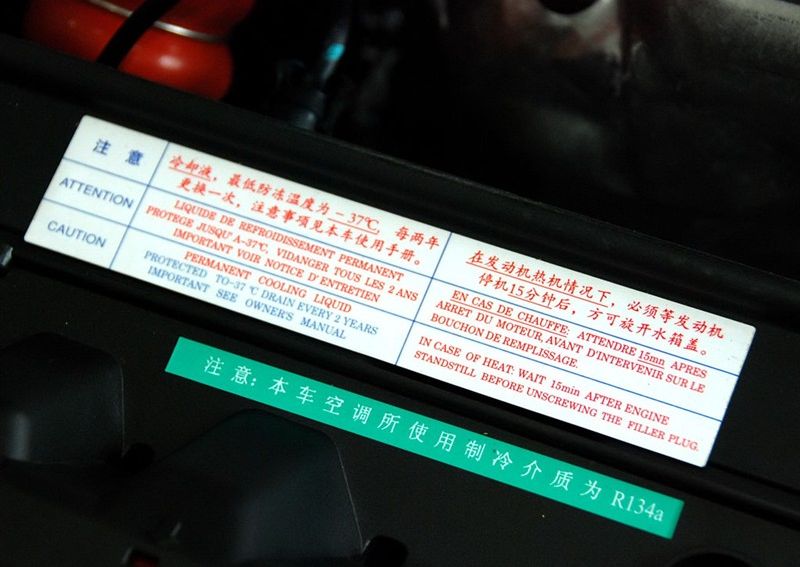 注 意
冷却液，最低防冻温度为－37℃，每两年
更换一次，注意事项见本车使用手册。
ATTENTION
LIQUIDE DE REFROIDISSEMENT PERMANENT
PROTEGE JUSQU'A-37℃, VIDANGER TOUS LES 2 ANS
IMPORTANT VOIR NOTICE D'ENTRETIEN
CAUTION
PERMANENT COOLING LIQUID
PROTECTED TO-37℃ DRAIN EVERY 2 YEARS
IMPORTANT SEE OWNER'S MANUAL
在发动机热机情况下，必须等发动机
停机15分钟后，方可旋开水箱盖。
EN CAS DE CHAUFFE: ATTENDRE 15mn APRES
ARRET DU MOTEUR, AVANT D'INTERVENIR SUR LE
BOUCHON DE REMPLISSAGE.
IN CASE OF HEAT: WAIT 15min AFTER ENGINE
STANDSTILL BEFORE UNSCREWING THE FILLER PLUG.
注意：本车空调所使用制冷介质为 R134a